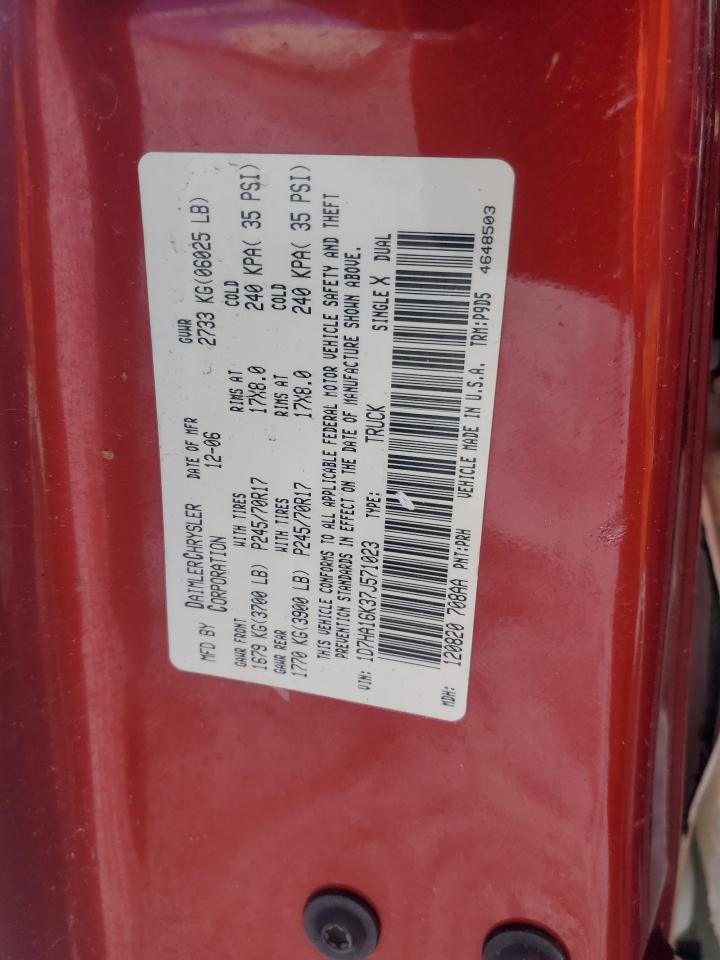 MFD BY DAIMLERCHRYSLER CORPORATION DATE OF MFR 12-06 GVWR 2733 KG(06025 LB)
GAWR FRONT WITH TIRES RIMS AT COLD
1679 KG(3700 LB) P245/70R17 17X8.0 240 KPA( 35 PSI)
GAWR REAR WITH TIRES RIMS AT COLD
1770 KG(3900 LB) P245/70R17 17X8.0 240 KPA( 35 PSI)
THIS VEHICLE CONFORMS TO ALL APPLICABLE FEDERAL MOTOR VEHICLE SAFETY AND THEFT
PREVENTION STANDARDS IN EFFECT ON THE DATE OF MANUFACTURE SHOWN ABOVE.
VIN: 1D7HA16K37J571023 TYPE: TRUCK SINGLE X DUAL
MDH: 120820 708AA PNT:PRH VEHICLE MADE IN U.S.A. TRM:P9D5 4648503